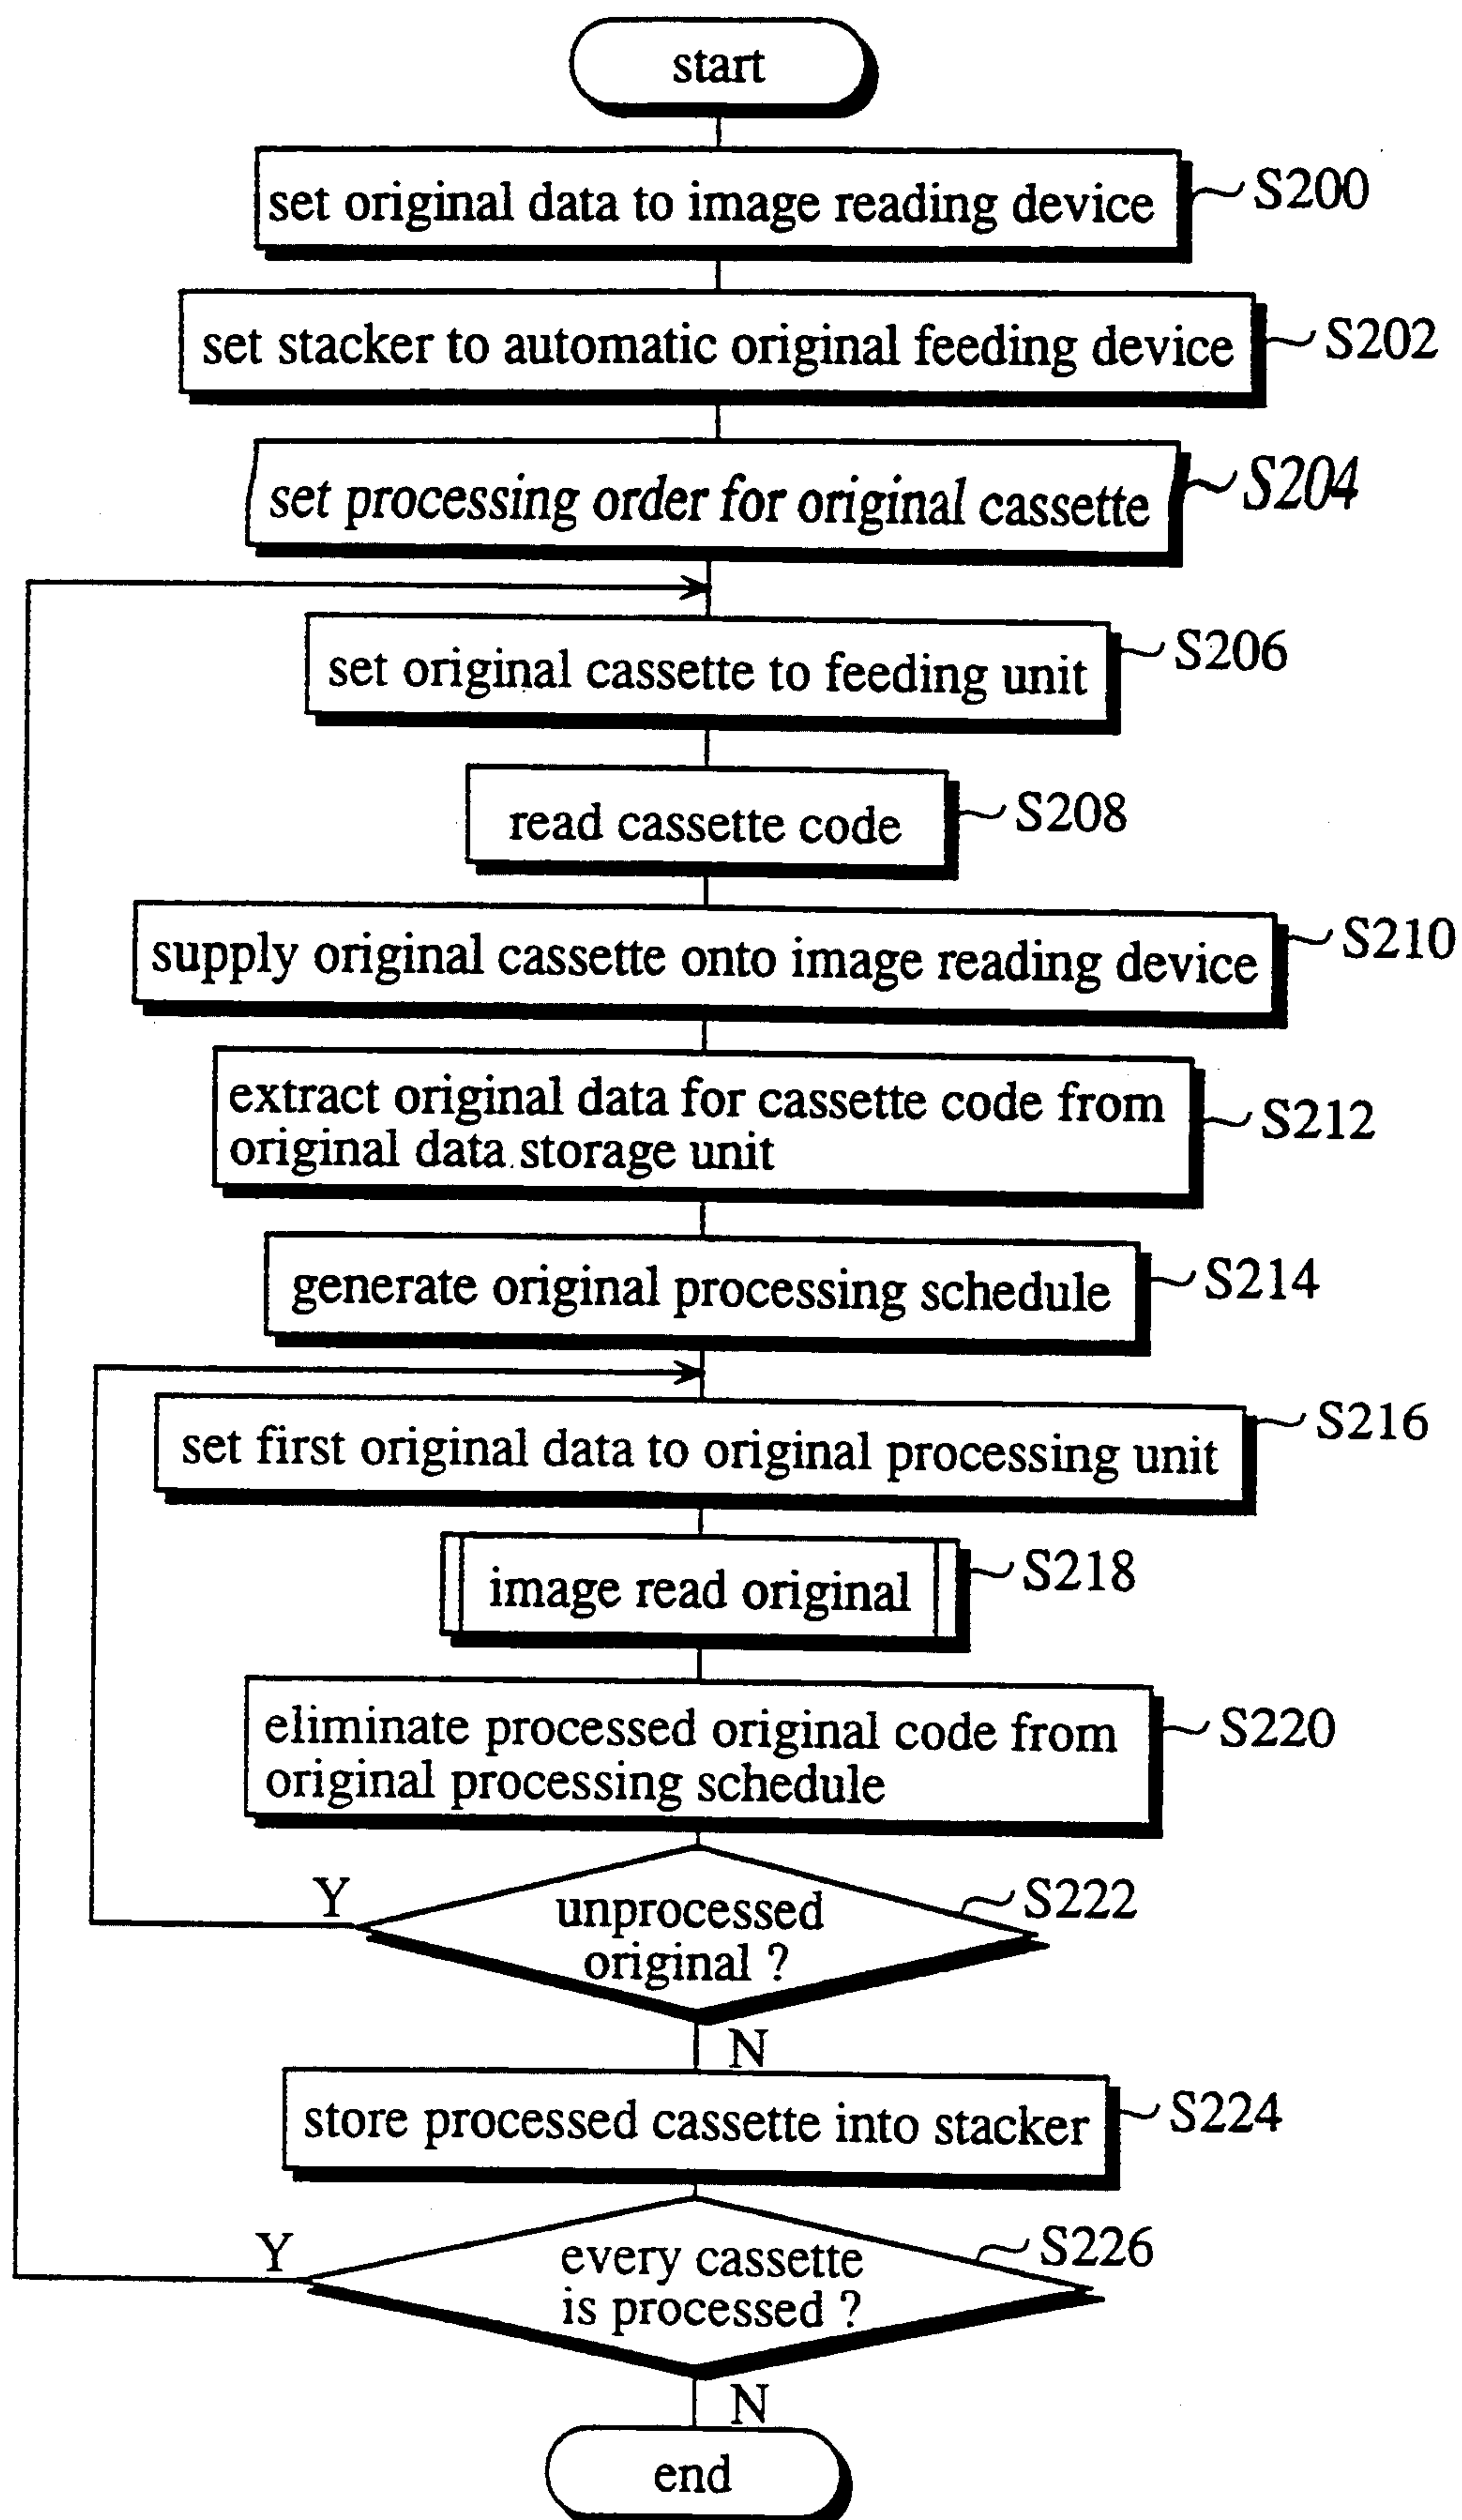 start
set original data to image reading device S200
set stacker to automatic original feeding device S202
set processing order for original cassette S204
set original cassette to feeding unit S206
read cassette code S208
supply original cassette onto image reading device S210
extract original data for cassette code from
original data storage unit S212
generate original processing schedule S214
set first original data to original processing unit S216
image read original S218
eliminate processed original code from
original processing schedule S220
Y
unprocessed S222
original ?
N
store processed cassette into stacker S224
Y
every cassette S226
is processed ?
N
end